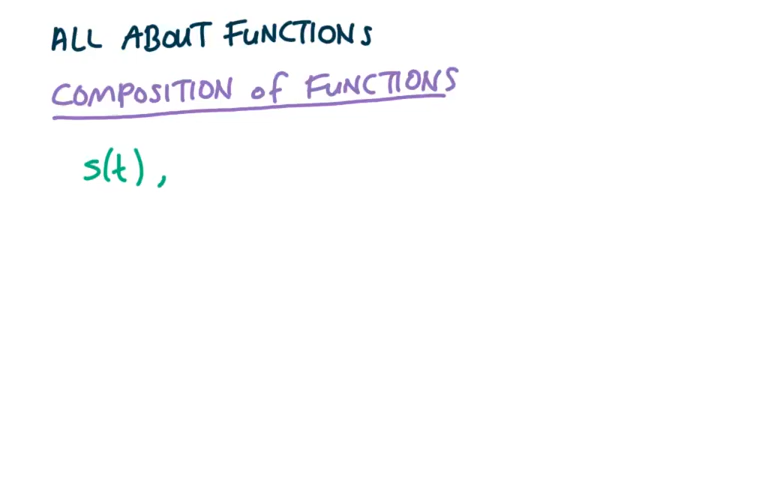 ALL ABOUT FUNCTIONS
COMPOSITION of FUNCTIONS
s(t) ,